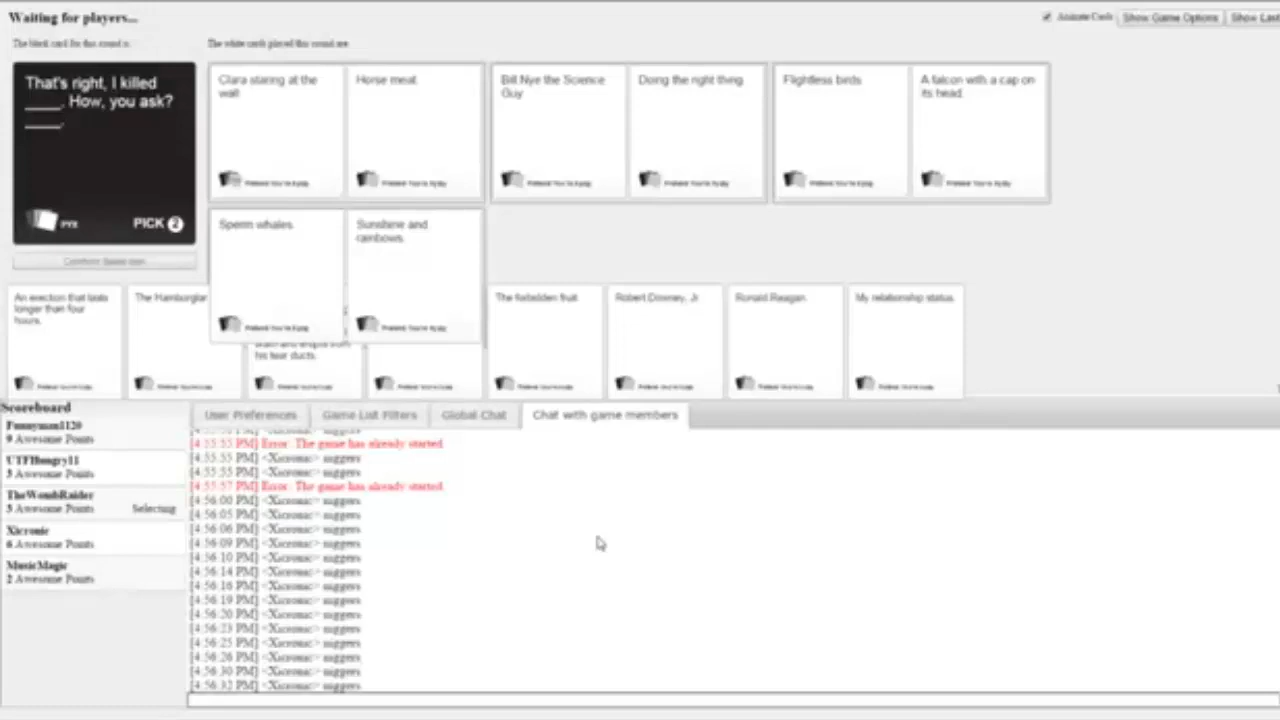 Waiting for players...
Animate Cards
Show Game Options
Show Last
The black card for this round is
The white cards played this round are
That's right, I killed
____. How, you ask?
____.
PYX
PICK 2
Clara staring at the
wall
Horse meat.
Bill Nye the Science
Guy
Doing the right thing
Flightless birds
A falcon with a cap on
its head.
Sperm whales.
Sunshine and
rainbows.
Confirm Selection
An erection that lasts
longer than four
hours.
The Hamburglar
his tear ducts.
The forbidden fruit
Robert Downey, Jr
Ronald Reagan.
My relationship status.
Scoreboard
Funnyman1120
9 Awesome Points
UTFHungry11
3 Awesome Points
TheWombRaider
3 Awesome Points
Selecting
Xicronic
6 Awesome Points
MusicMagic
2 Awesome Points
User Preferences
Game List Filters
Global Chat
Chat with game members
[4:55:55 PM] Error: The game has already started.
[4:55:55 PM] <Xicronic> niggers
[4:55:55 PM] <Xicronic> niggers
[4:55:57 PM] Error: The game has already started.
[4:56:00 PM] <Xicronic> niggers
[4:56:05 PM] <Xicronic> niggers
[4:56:06 PM] <Xicronic> niggers
[4:56:09 PM] <Xicronic> niggers
[4:56:10 PM] <Xicronic> niggers
[4:56:14 PM] <Xicronic> niggers
[4:56:16 PM] <Xicronic> niggers
[4:56:19 PM] <Xicronic> niggers
[4:56:20 PM] <Xicronic> niggers
[4:56:23 PM] <Xicronic> niggers
[4:56:25 PM] <Xicronic> niggers
[4:56:26 PM] <Xicronic> niggers
[4:56:30 PM] <Xicronic> niggers
[4:56:32 PM] <Xicronic> niggers